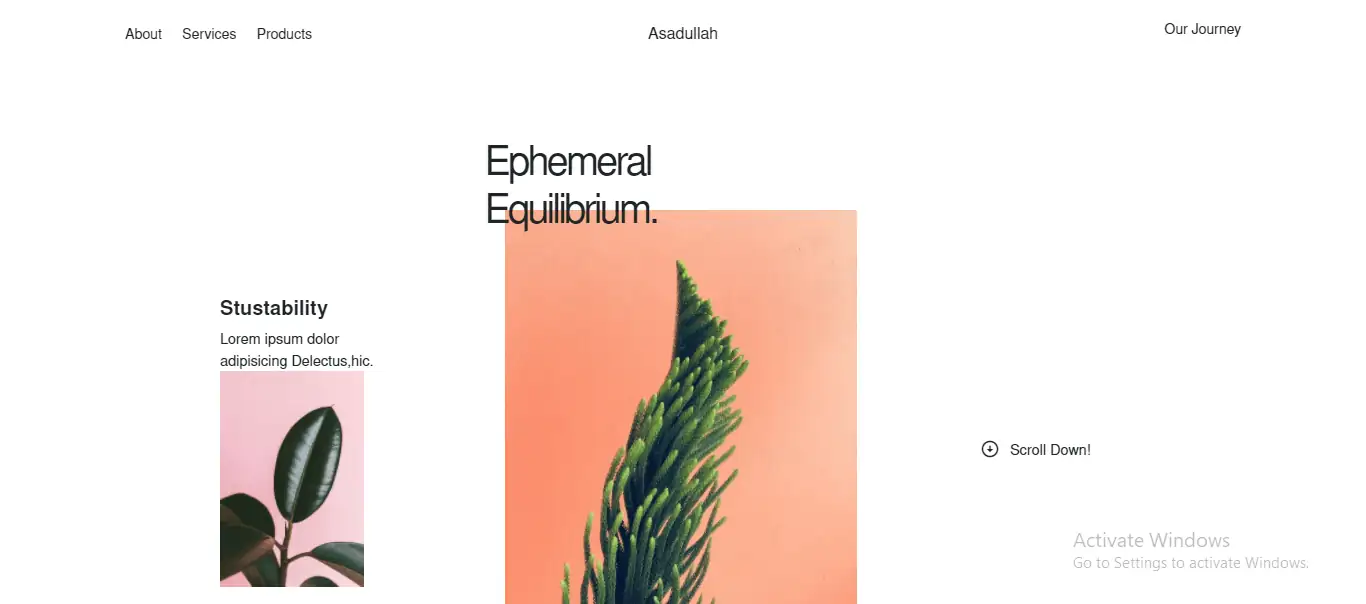 About Services Products
Asadullah
Our Journey
Ephemeral
Equilibrium.
Stustability
Lorem ipsum dolor
adipisicing Delectus,hic.
Scroll Down!
Activate Windows
Go to Settings to activate Windows.